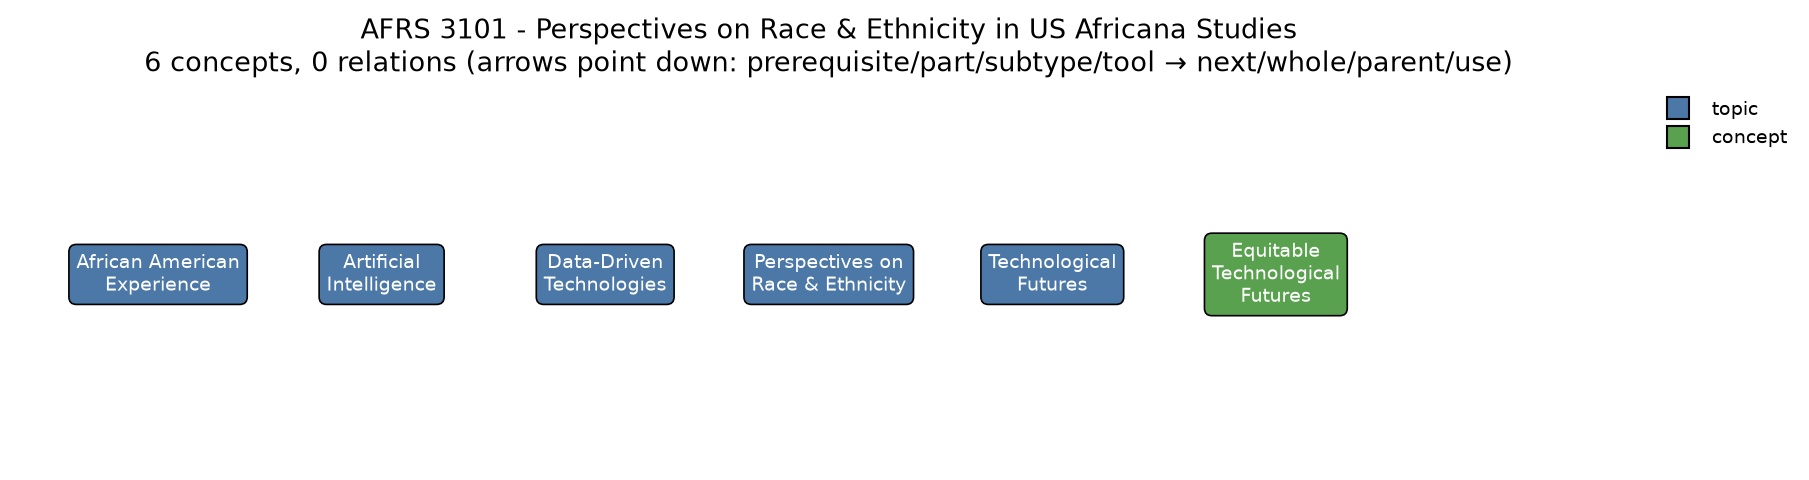 AFRS 3101 - Perspectives on Race & Ethnicity in US Africana Studies
6 concepts, 0 relations (arrows point down: prerequisite/part/subtype/tool → next/whole/parent/use)
topic
concept
African American
Experience
Artificial
Intelligence
Data-Driven
Technologies
Perspectives on
Race & Ethnicity
Technological
Futures
Equitable
Technological
Futures